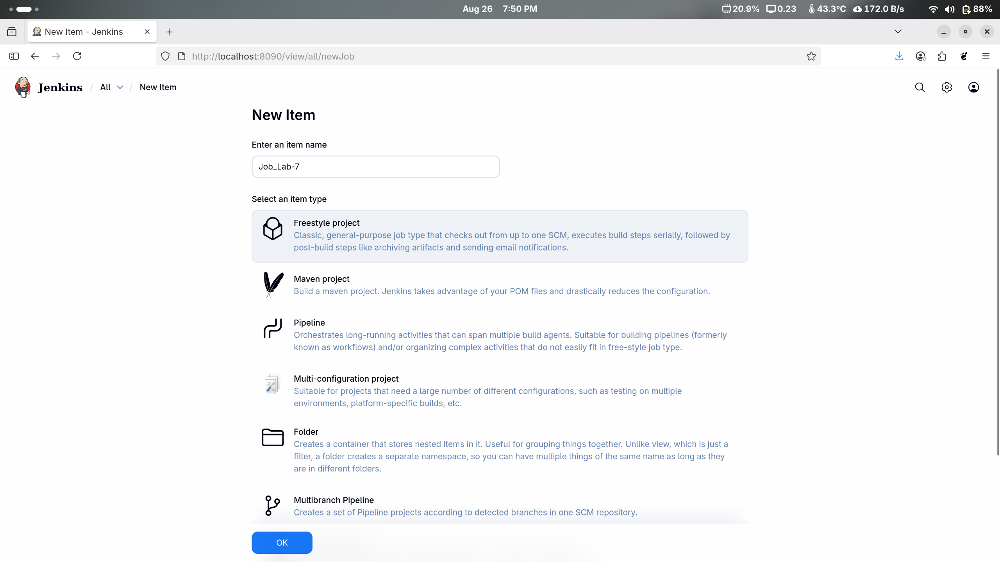 Aug 26 7:50 PM
20.9% 0.23 43.3°C 172.0 B/s 88%
New Item - Jenkins
http://localhost:8090/view/all/newJob
Jenkins / All / New Item
New Item
Enter an item name
Job_Lab-7
Select an item type
Freestyle project
Classic, general-purpose job type that checks out from up to one SCM, executes build steps serially, followed by
post-build steps like archiving artifacts and sending email notifications.
Maven project
Build a maven project. Jenkins takes advantage of your POM files and drastically reduces the configuration.
Pipeline
Orchestrates long-running activities that can span multiple build agents. Suitable for building pipelines (formerly
known as workflows) and/or organizing complex activities that do not easily fit in free-style job type.
Multi-configuration project
Suitable for projects that need a large number of different configurations, such as testing on multiple
environments, platform-specific builds, etc.
Folder
Creates a container that stores nested items in it. Useful for grouping things together. Unlike view, which is just a
filter, a folder creates a separate namespace, so you can have multiple things of the same name as long as they
are in different folders.
Multibranch Pipeline
Creates a set of Pipeline projects according to detected branches in one SCM repository.
OK